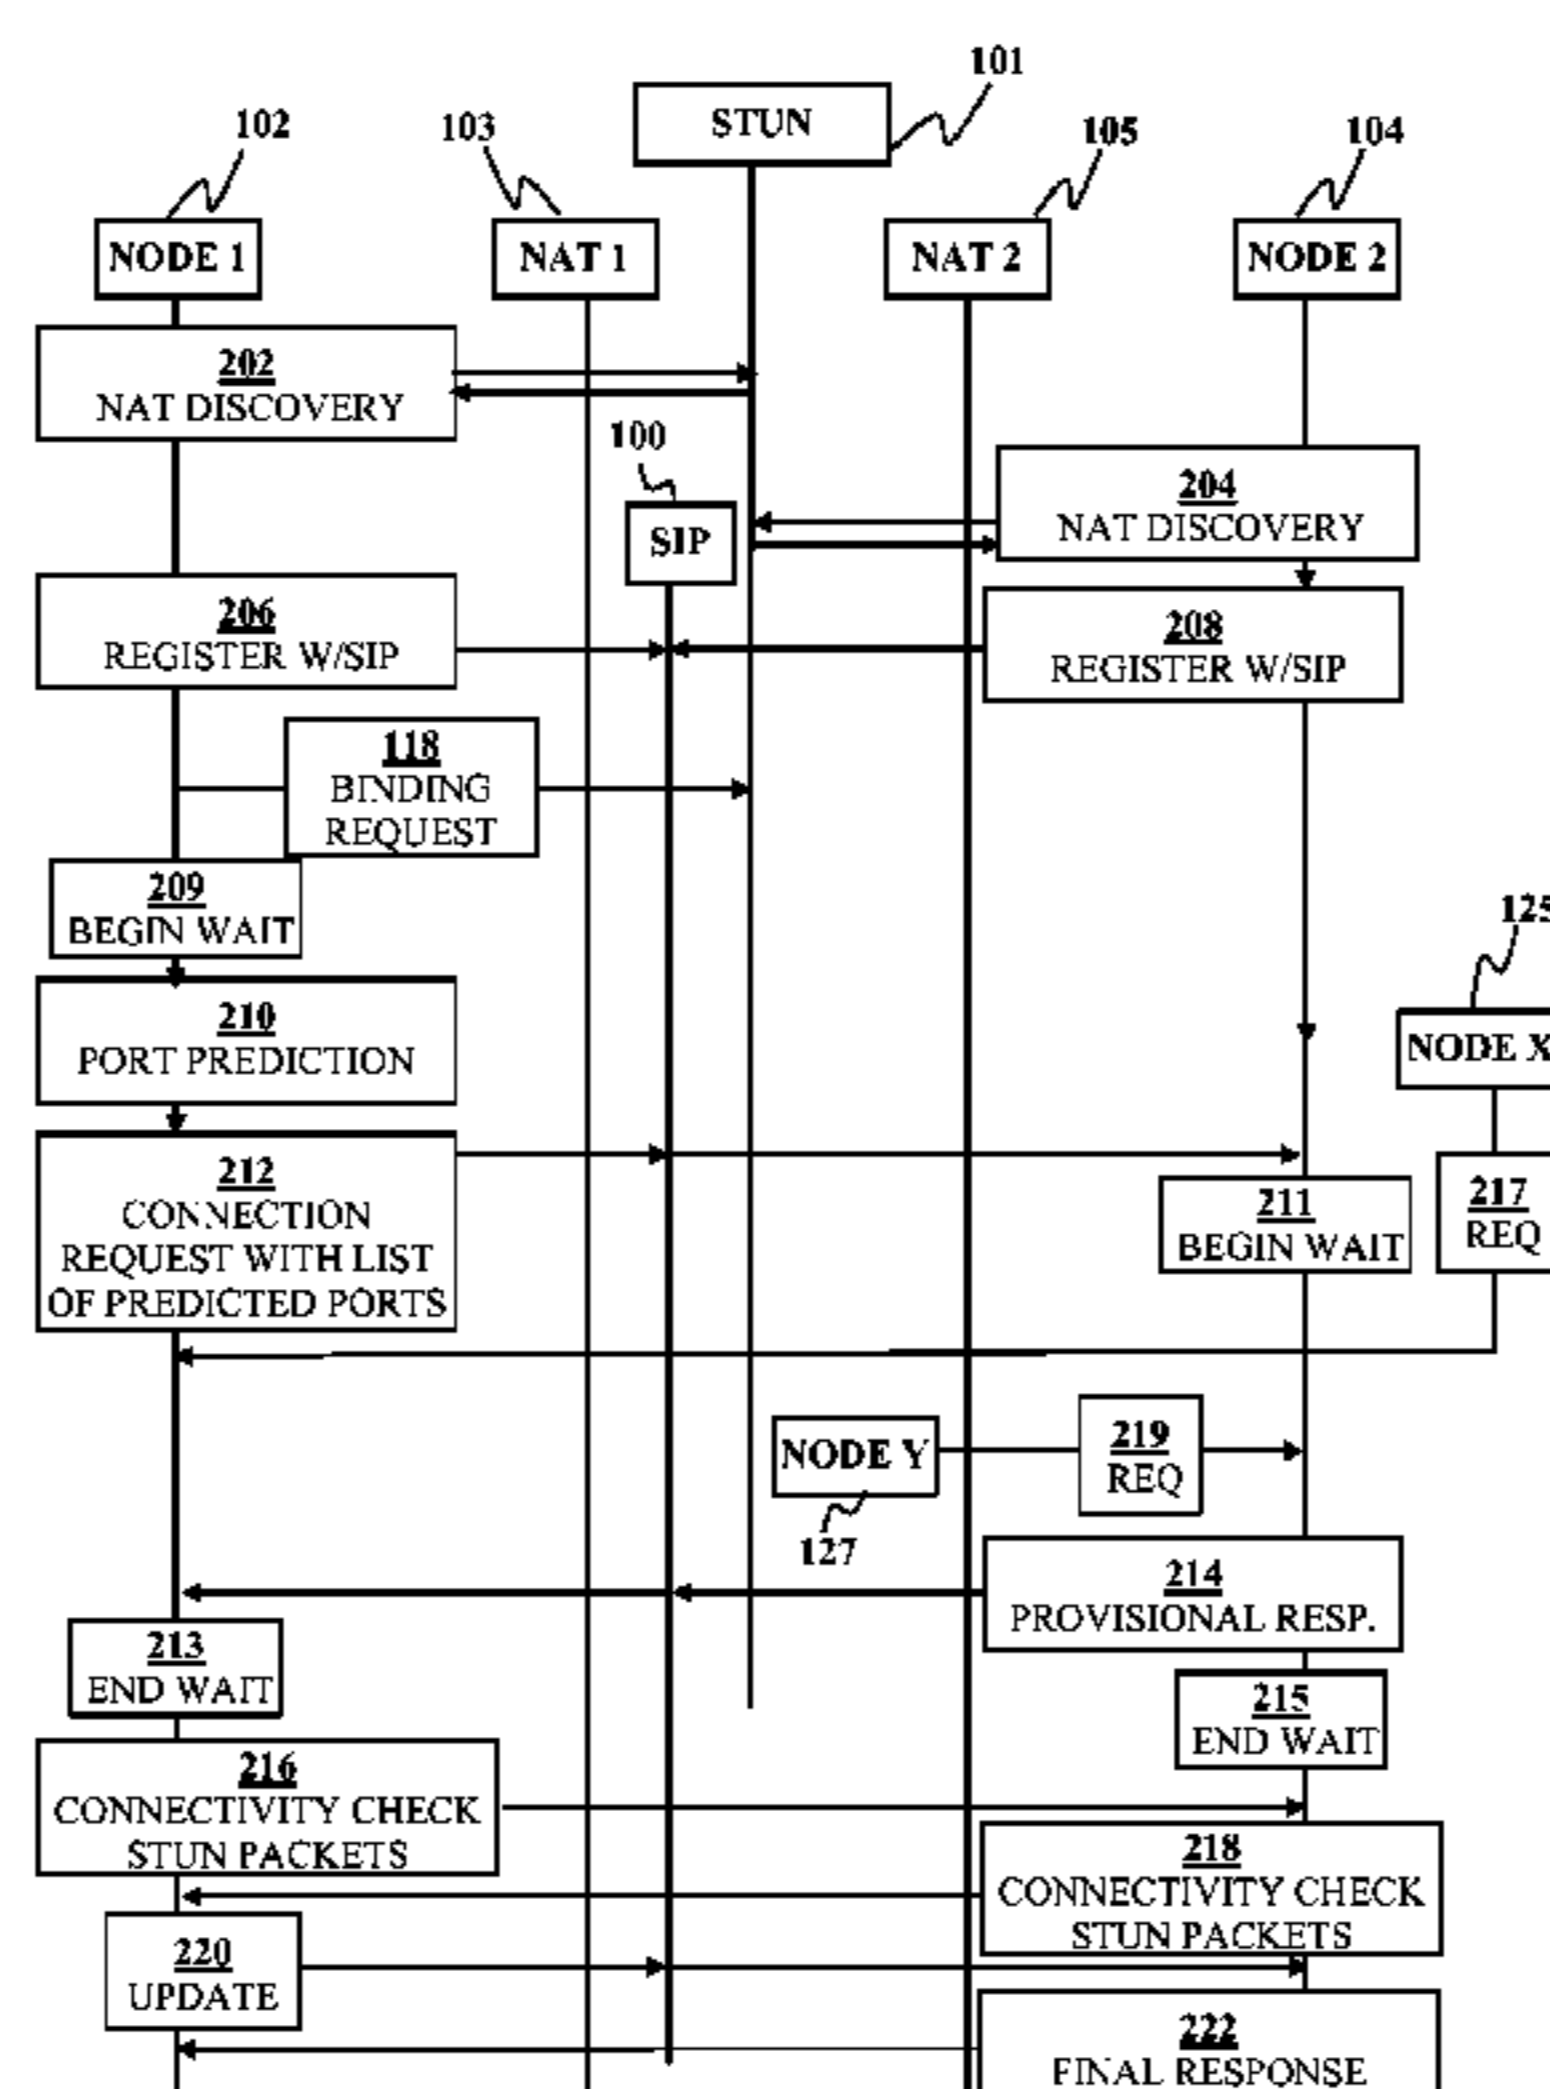 101
STUN
102
103
105
104
NODE 1
NAT 1
NAT 2
NODE 2
202
NAT DISCOVERY
100
204
NAT DISCOVERY
SIP
206
REGISTER W/SIP
208
REGISTER W/SIP
118
BINDING
REQUEST
209
BEGIN WAIT
125
210
PORT PREDICTION
NODE X
212
CONNECTION
REQUEST WITH LIST
OF PREDICTED PORTS
211
BEGIN WAIT
217
REQ
NODE Y
219
REQ
127
214
PROVISIONAL RESP.
213
END WAIT
215
END WAIT
216
CONNECTIVITY CHECK
STUN PACKETS
218
CONNECTIVITY CHECK
STUN PACKETS
220
UPDATE
222
FINAL RESPONSE